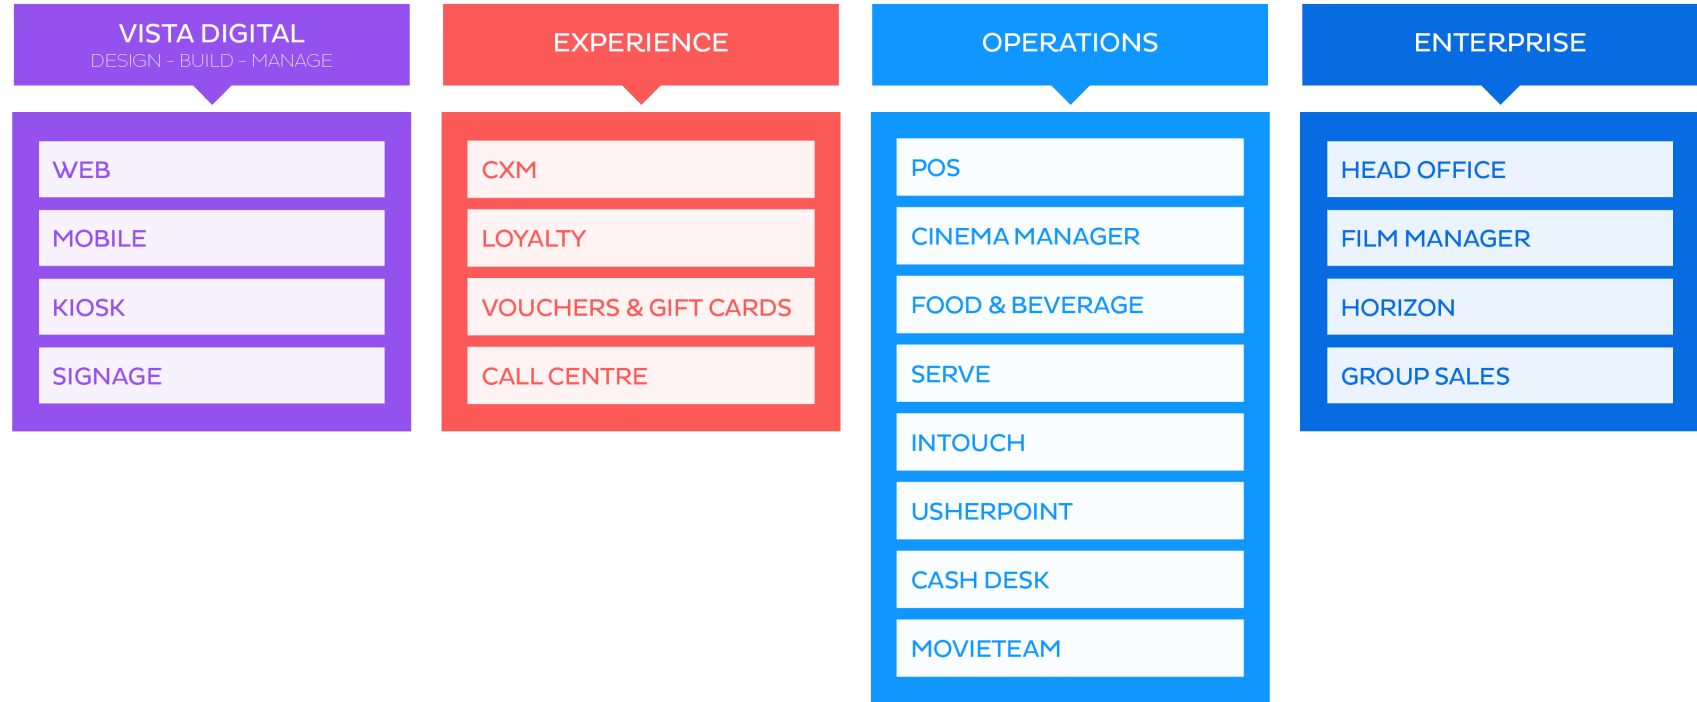 VISTA DIGITAL
DESIGN - BUILD - MANAGE
WEB
MOBILE
KIOSK
SIGNAGE
EXPERIENCE
CXM
LOYALTY
VOUCHERS & GIFT CARDS
CALL CENTRE
OPERATIONS
POS
CINEMA MANAGER
FOOD & BEVERAGE
SERVE
INTOUCH
USHERPOINT
CASH DESK
MOVIETEAM
ENTERPRISE
HEAD OFFICE
FILM MANAGER
HORIZON
GROUP SALES